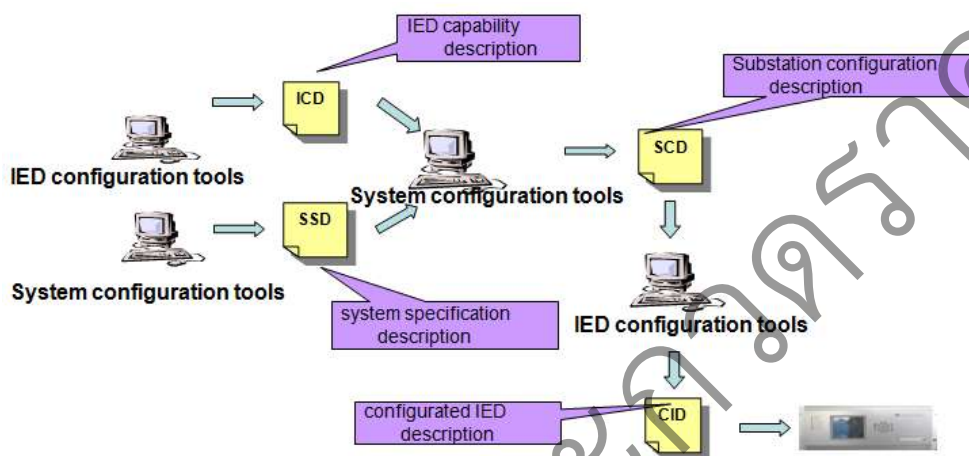 IED capability
description
Substation configuration
description
ICD
SCD
IED configuration tools
System configuration tools
SSD
System configuration tools
system specification
description
IED configuration tools
configurated IED
description
CID